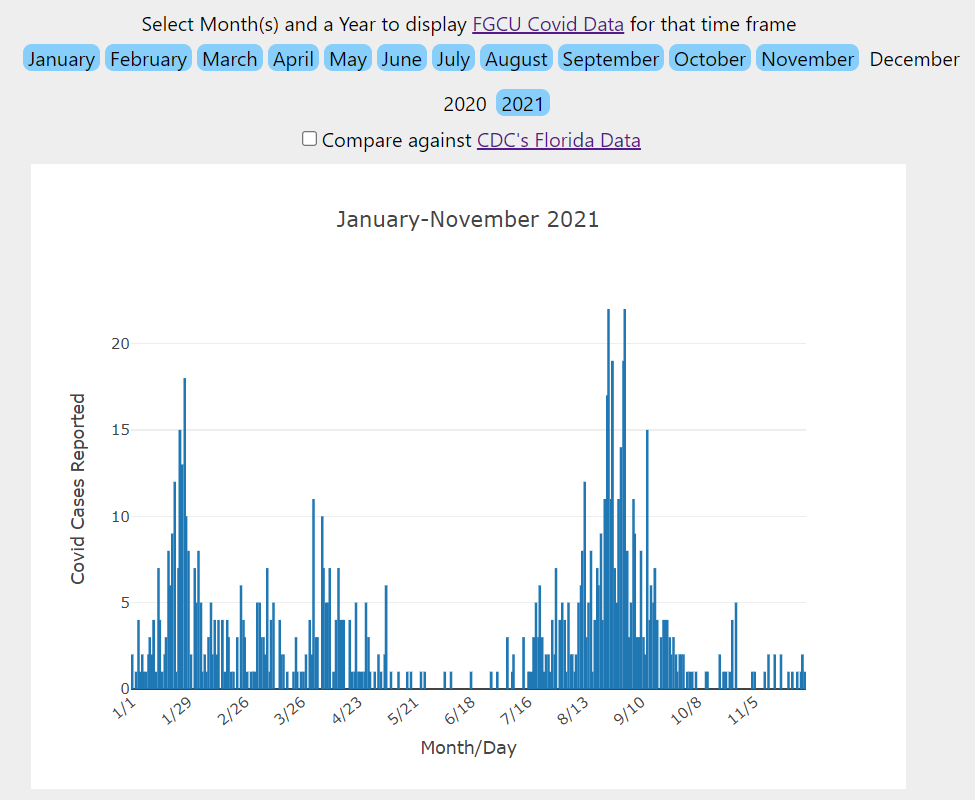 Select Month(s) and a Year to display FGCU Covid Data for that time frame
January February March April May June July August September October November December
2020 2021
Compare against CDC's Florida Data
January-November 2021
20
15
10
5
0
Covid Cases Reported
1/1 1/29 2/26 3/26 4/23 5/21 6/18 7/16 8/13 9/10 10/8 11/5
Month/Day